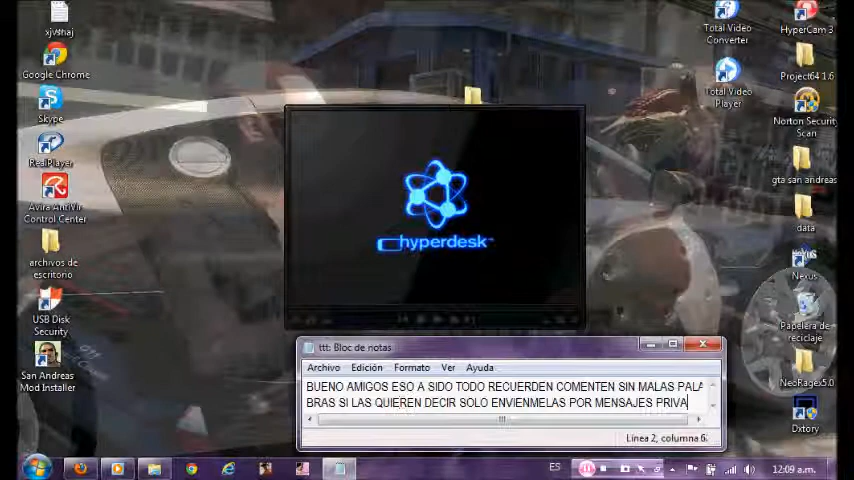 xjvshaj
Google Chrome
Skype
RealPlayer
Avira AntiVir
Control Center
archivos de
escritorio
USB Disk
Security
San Andreas
Mod Installer
Total Video
Converter
Total Video
Player
HyperCam 3
Project64 1.6
Norton Security
Scan
gta san andreas
data
Nexus
Papelera de
reciclaje
NeoRagex5.0
Dxtory
hyperdesk
ttt: Bloc de notas
Archivo Edición Formato Ver Ayuda
BUENO AMIGOS ESO A SIDO TODO RECUERDEN COMENTEN SIN MALAS PALA
BRAS SI LAS QUIEREN DECIR SOLO ENVIENMELAS POR MENSAJES PRIVA
Línea 2, columna 6
ES
12:09 a.m.